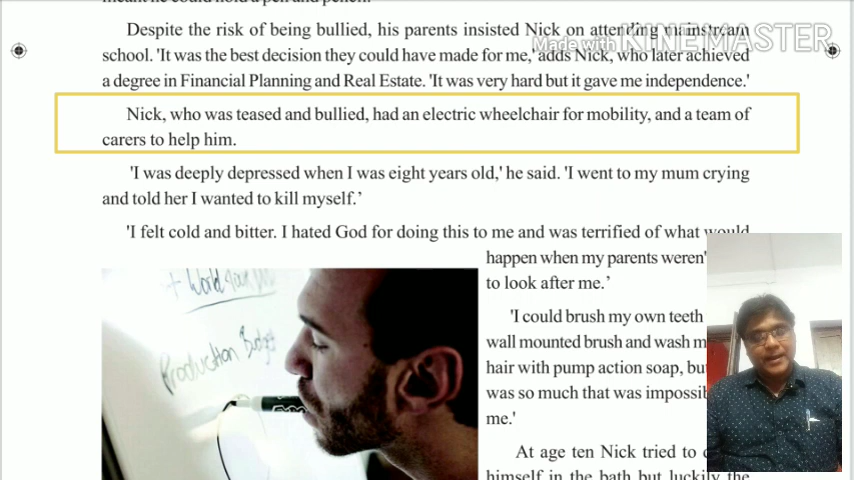 Despite the risk of being bullied, his parents insisted Nick on attending mainstream
Made with KINEMASTER
school. 'It was the best decision they could have made for me,' adds Nick, who later achieved
a degree in Financial Planning and Real Estate. 'It was very hard but it gave me independence.'
Nick, who was teased and bullied, had an electric wheelchair for mobility, and a team of
carers to help him.
'I was deeply depressed when I was eight years old,' he said. 'I went to my mum crying
and told her I wanted to kill myself.’
'I felt cold and bitter. I hated God for doing this to me and was terrified of what would
happen when my parents weren'
to look after me.’
'I could brush my own teeth
wall mounted brush and wash m
hair with pump action soap, bu
was so much that was impossib
me.'
At age ten Nick tried to
himself in the bath but luckily the
+ World Tour
Production Budget